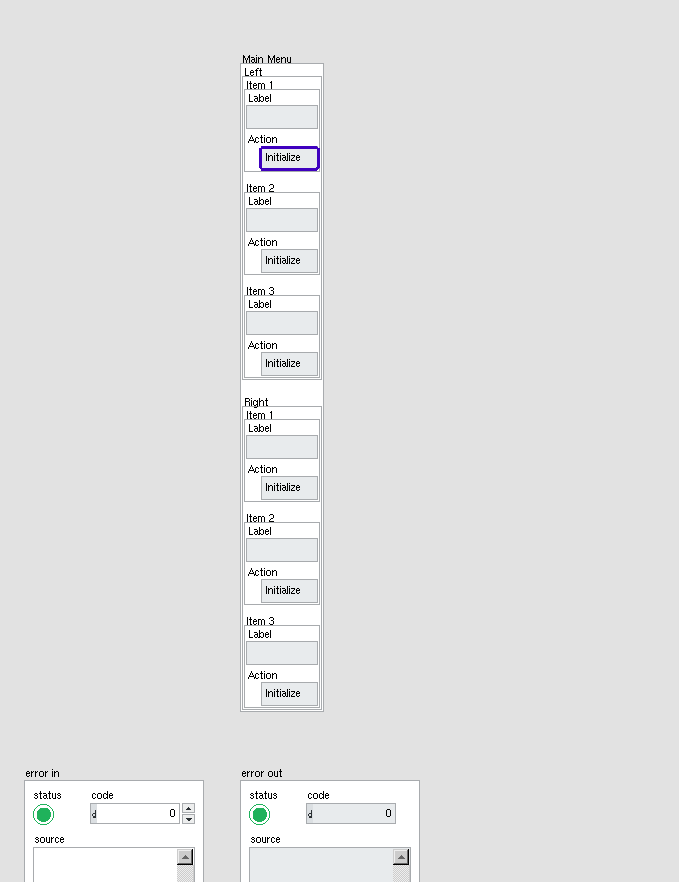 Main Menu
Left
Item 1
Label
Action
Initialize
Item 2
Label
Action
Initialize
Item 3
Label
Action
Initialize
Right
Item 1
Label
Action
Initialize
Item 2
Label
Action
Initialize
Item 3
Label
Action
Initialize
error in
error out
status code
status code
d 0
d 0
source
source